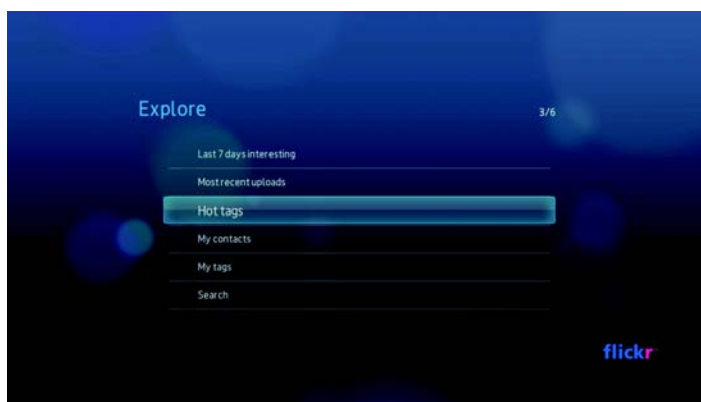 Explore
3/6
Last 7 days interesting
Most recent uploads
Hot tags
My contacts
My tags
Search
flickr